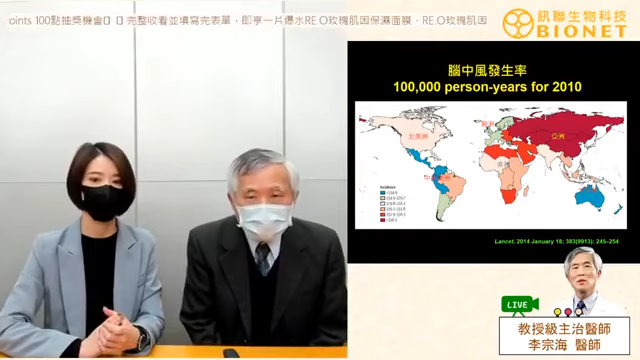 oints 100點抽獎機會 完整收看並填寫完表單，即享一片爆水RE O玫瑰肌因保濕面膜、RE O玫瑰肌因
訊聯生物科技
BIONET
腦中風發生率
100,000 person-years for 2010
北美洲
亞洲
Incidence
Lancet. 2014 January 18; 383(9913): 245–254
LIVE
教授級主治醫師
李宗海 醫師